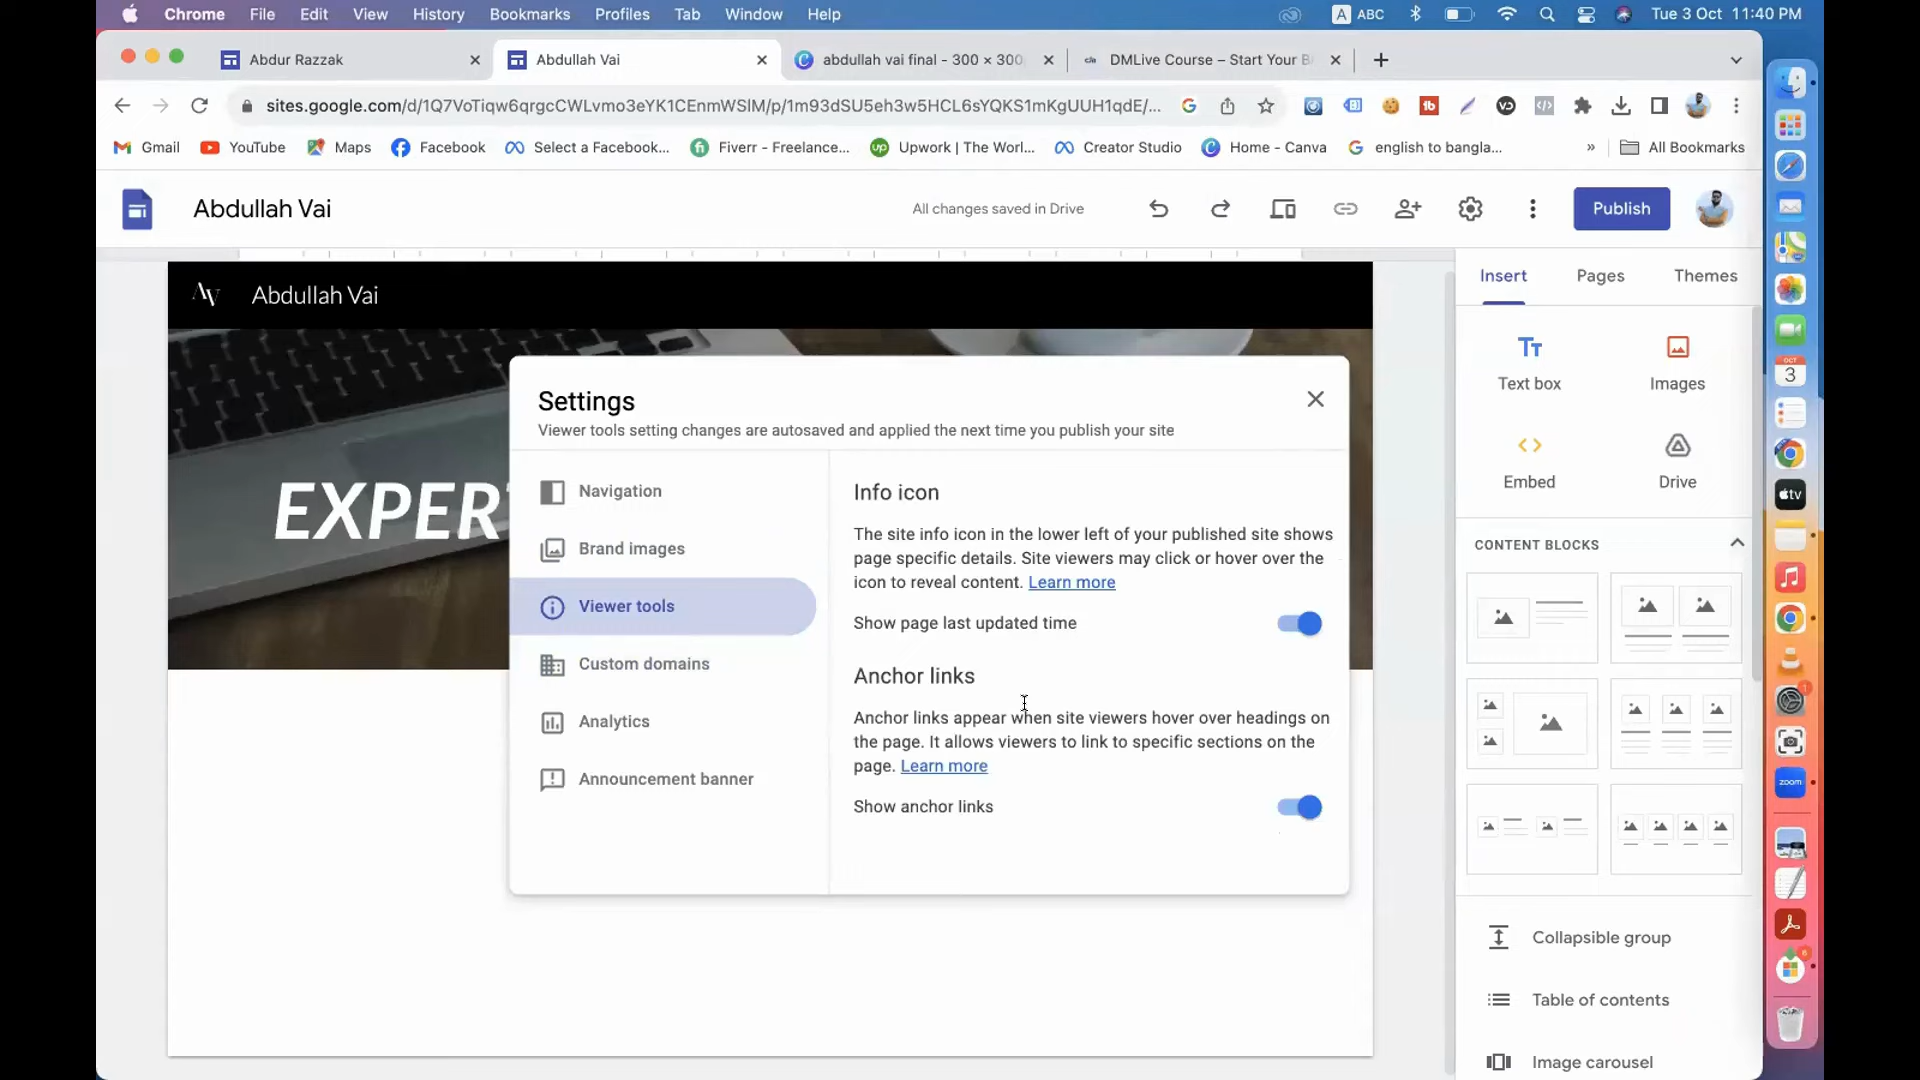 Chrome File Edit View History Bookmarks Profiles Tab Window Help A ABC Tue 3 Oct 11:40 PM
Abdur Razzak Abdullah Vai abdullah vai final - 300 × 300 DMLive Course – Start Your B
sites.google.com/d/1Q7VoTiqw6qrgcCWLvmo3eYK1CEnmWSlM/p/1m93dSU5eh3w5HCL6sYQKS1mKgUUH1qdE/...
Gmail YouTube Maps Facebook Select a Facebook... Fiverr - Freelance... Upwork | The Worl... Creator Studio Home - Canva english to bangla... » All Bookmarks
Abdullah Vai All changes saved in Drive Publish
Insert Pages Themes
AV Abdullah Vai
Text box Images
EXPERT
Embed Drive
Settings
Viewer tools setting changes are autosaved and applied the next time you publish your site
Navigation
Brand images
Viewer tools
Custom domains
Analytics
Announcement banner
Info icon
The site info icon in the lower left of your published site shows
page specific details. Site viewers may click or hover over the
icon to reveal content. Learn more
Show page last updated time
Anchor links
Anchor links appear when site viewers hover over headings on
the page. It allows viewers to link to specific sections on the
page. Learn more
Show anchor links
CONTENT BLOCKS
Collapsible group
Table of contents
Image carousel
OCT
3
tv
zoom